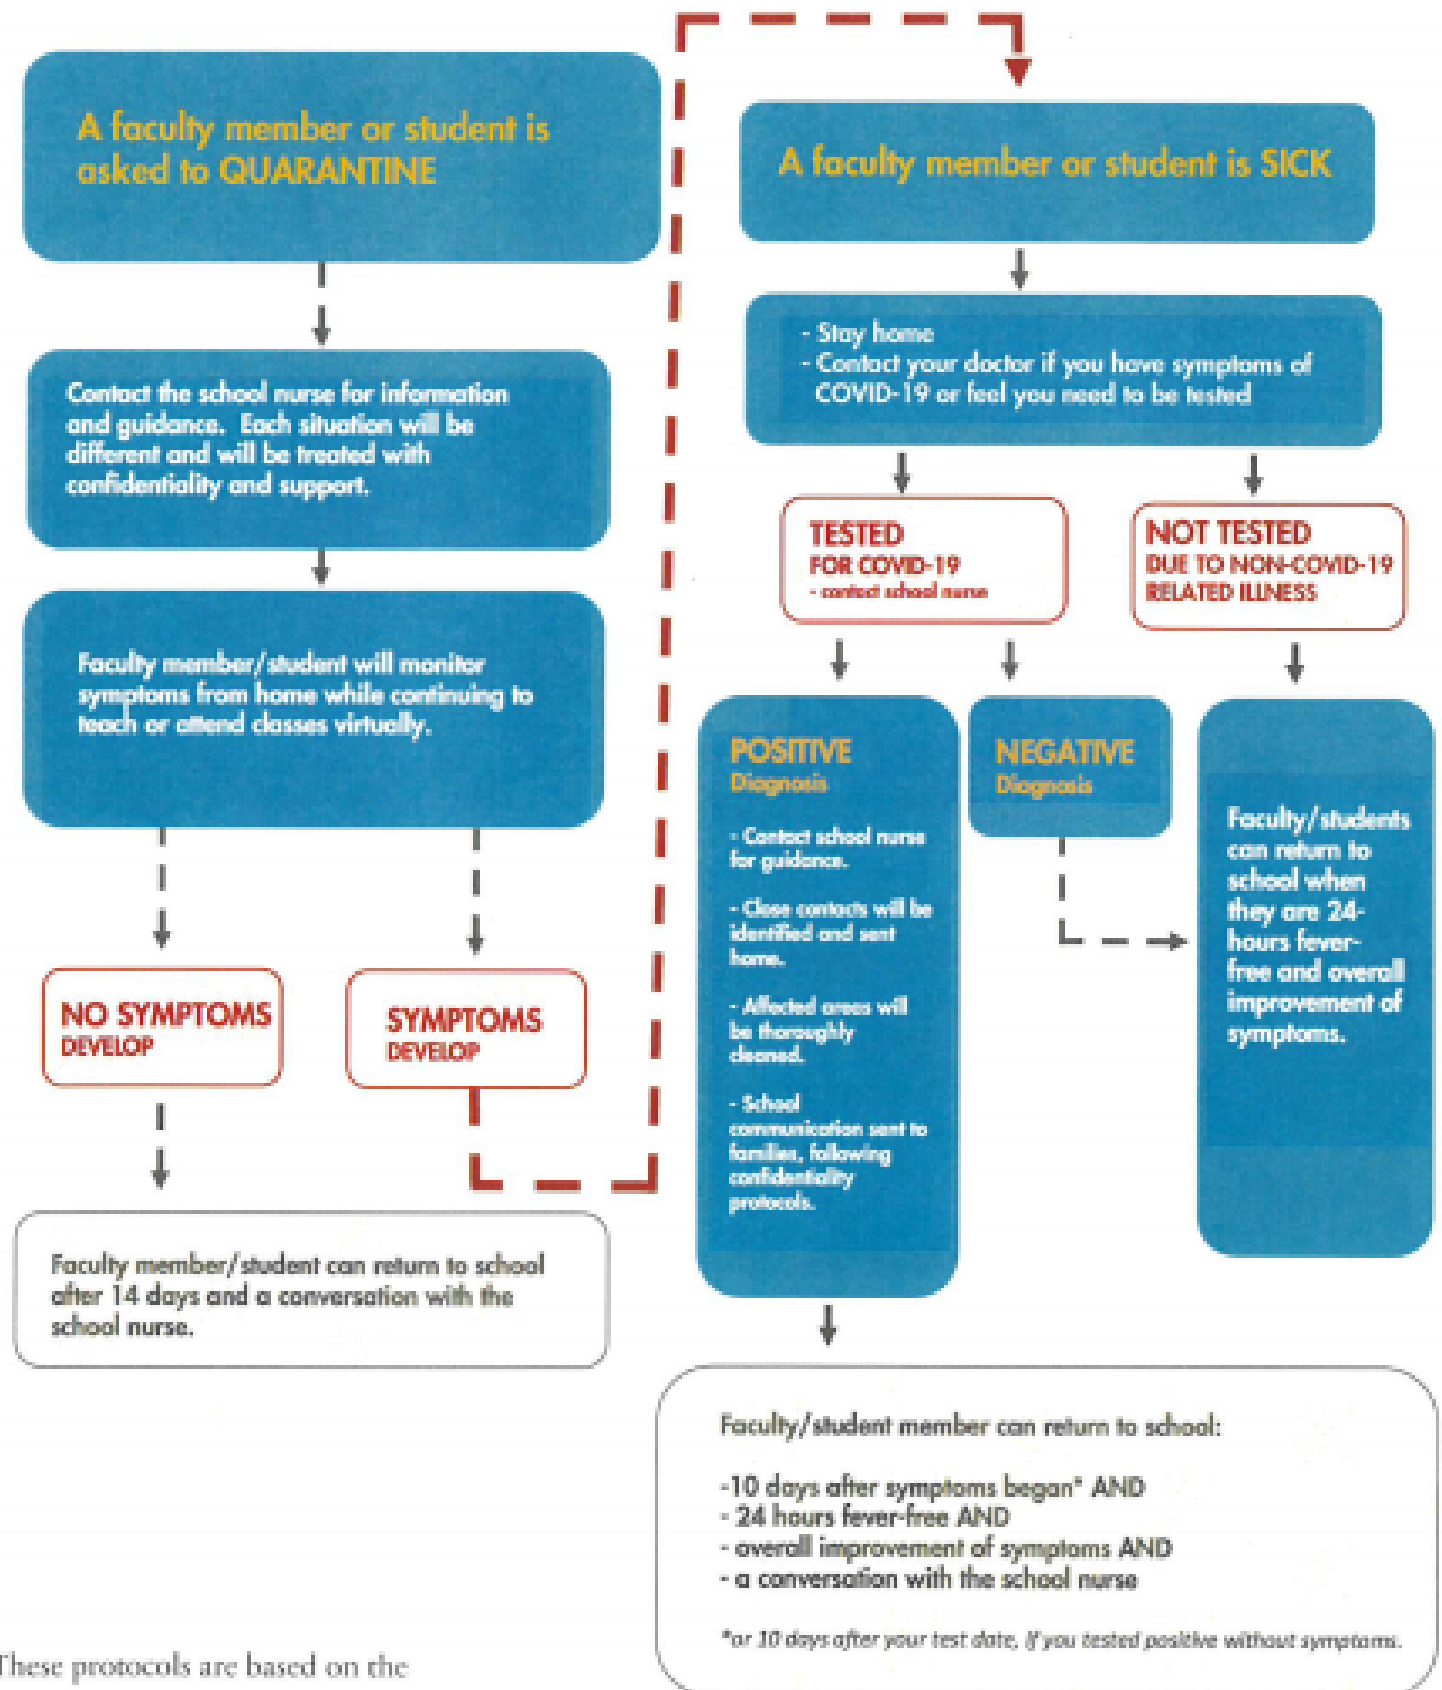 A faculty member or student is
asked to QUARANTINE
Contact the school nurse for information
and guidance.  Each situation will be
different and will be treated with
confidentiality and support.
Faculty member/student will monitor
symptoms from home while continuing to
teach or attend classes virtually.
NO SYMPTOMS
DEVELOP
SYMPTOMS
DEVELOP
Faculty member/student can return to school
after 14 days and a conversation with the
school nurse.
A faculty member or student is SICK
- Stay home
- Contact your doctor if you have symptoms of
COVID-19 or feel you need to be tested
TESTED
FOR COVID-19
- contact school nurse
NOT TESTED
DUE TO NON-COVID-19
RELATED ILLNESS
POSITIVE
Diagnosis
- Contact school nurse
for guidance.
- Close contacts will be
identified and sent
home.
- Affected areas will
be thoroughly
cleaned.
- School
communication sent to
families, following
confidentiality
protocols.
NEGATIVE
Diagnosis
Faculty/students
can return to
school when
they are 24-
hours fever-
free and overall
improvement of
symptoms.
Faculty/student member can return to school:
-10 days after symptoms began* AND
- 24 hours fever-free AND
- overall improvement of symptoms AND
- a conversation with the school nurse
*or 10 days after your test date, if you tested positive without symptoms.
These protocols are based on the